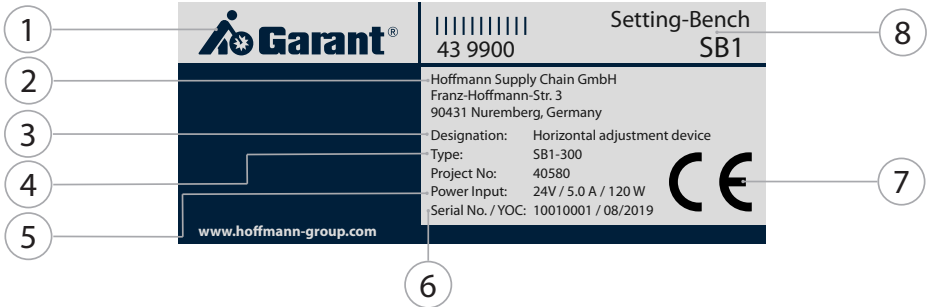 1
Garant®
43 9900
Setting-Bench
SB1
8
2
Hoffmann Supply Chain GmbH
Franz-Hoffmann-Str. 3
90431 Nuremberg, Germany
3
Designation: Horizontal adjustment device
4
Type: SB1-300
Project No: 40580
CE
7
5
Power Input: 24V / 5.0 A / 120 W
Serial No. / YOC: 10010001 / 08/2019
www.hoffmann-group.com
6